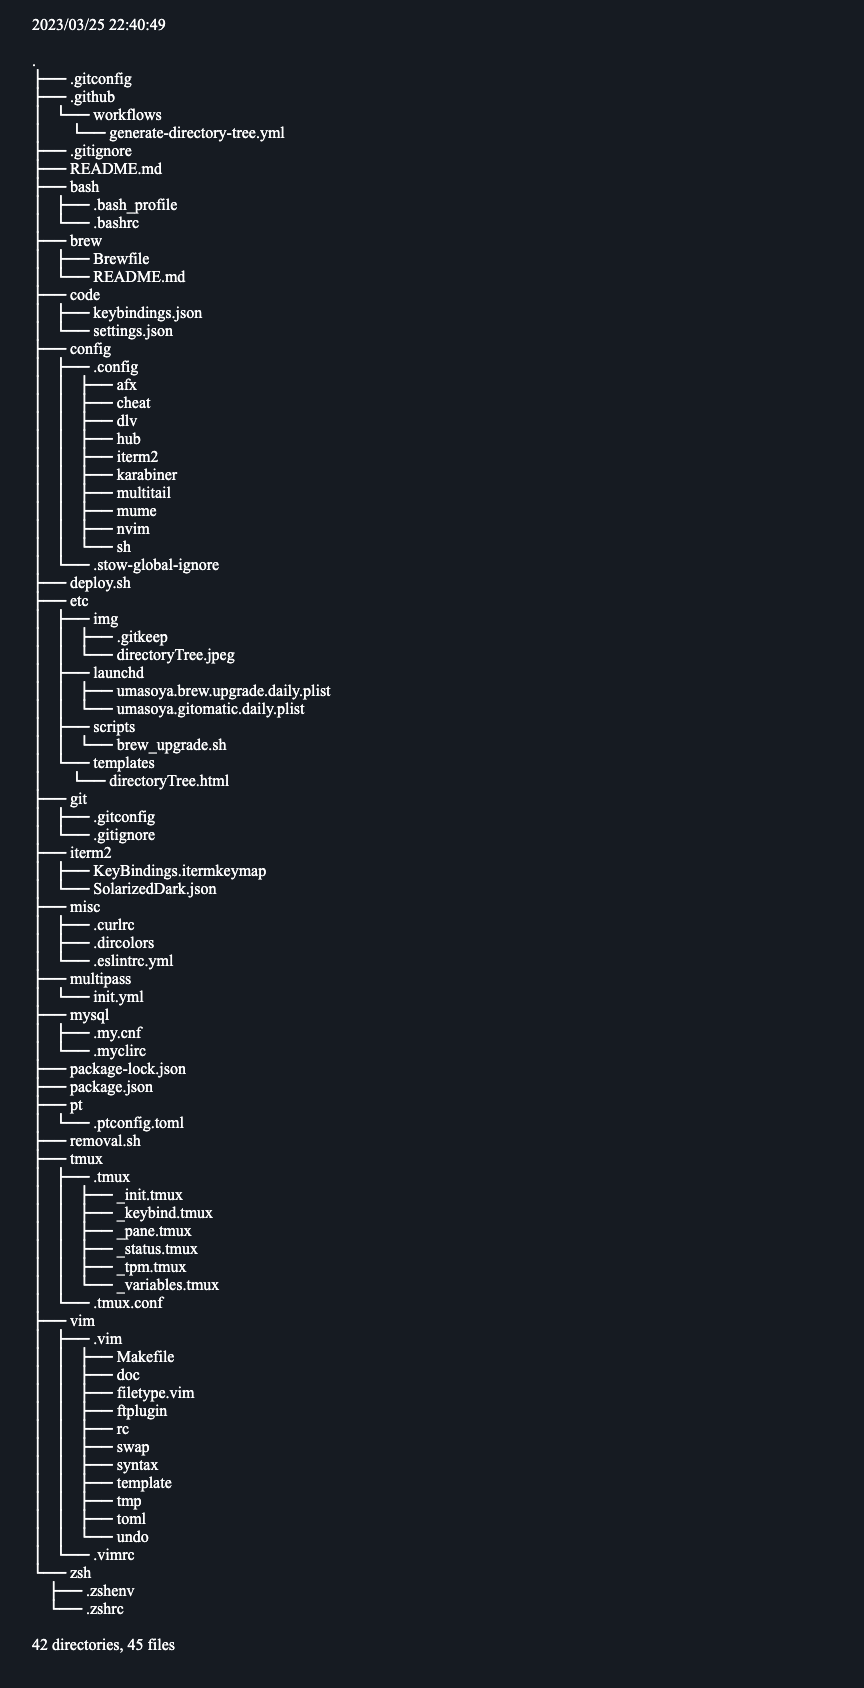 2023/03/25 22:40:49
.
├── .gitconfig
├── .github
│   └── workflows
│       └── generate-directory-tree.yml
├── .gitignore
├── README.md
├── bash
│   ├── .bash_profile
│   └── .bashrc
├── brew
│   ├── Brewfile
│   └── README.md
├── code
│   ├── keybindings.json
│   └── settings.json
├── config
│   ├── .config
│   │   ├── afx
│   │   ├── cheat
│   │   ├── dlv
│   │   ├── hub
│   │   ├── iterm2
│   │   ├── karabiner
│   │   ├── multitail
│   │   ├── mume
│   │   ├── nvim
│   │   └── sh
│   └── .stow-global-ignore
├── deploy.sh
├── etc
│   ├── img
│   │   ├── .gitkeep
│   │   └── directoryTree.jpeg
│   ├── launchd
│   │   ├── umasoya.brew.upgrade.daily.plist
│   │   └── umasoya.gitomatic.daily.plist
│   ├── scripts
│   │   └── brew_upgrade.sh
│   └── templates
│       └── directoryTree.html
├── git
│   ├── .gitconfig
│   └── .gitignore
├── iterm2
│   ├── KeyBindings.itermkeymap
│   └── SolarizedDark.json
├── misc
│   ├── .curlrc
│   ├── .dircolors
│   └── .eslintrc.yml
├── multipass
│   └── init.yml
├── mysql
│   ├── .my.cnf
│   └── .myclirc
├── package-lock.json
├── package.json
├── pt
│   └── .ptconfig.toml
├── removal.sh
├── tmux
│   ├── .tmux
│   │   ├── _init.tmux
│   │   ├── _keybind.tmux
│   │   ├── _pane.tmux
│   │   ├── _status.tmux
│   │   ├── _tpm.tmux
│   │   └── _variables.tmux
│   └── .tmux.conf
├── vim
│   ├── .vim
│   │   ├── Makefile
│   │   ├── doc
│   │   ├── filetype.vim
│   │   ├── ftplugin
│   │   ├── rc
│   │   ├── swap
│   │   ├── syntax
│   │   ├── template
│   │   ├── tmp
│   │   ├── toml
│   │   └── undo
│   └── .vimrc
└── zsh
    ├── .zshenv
    └── .zshrc
42 directories, 45 files